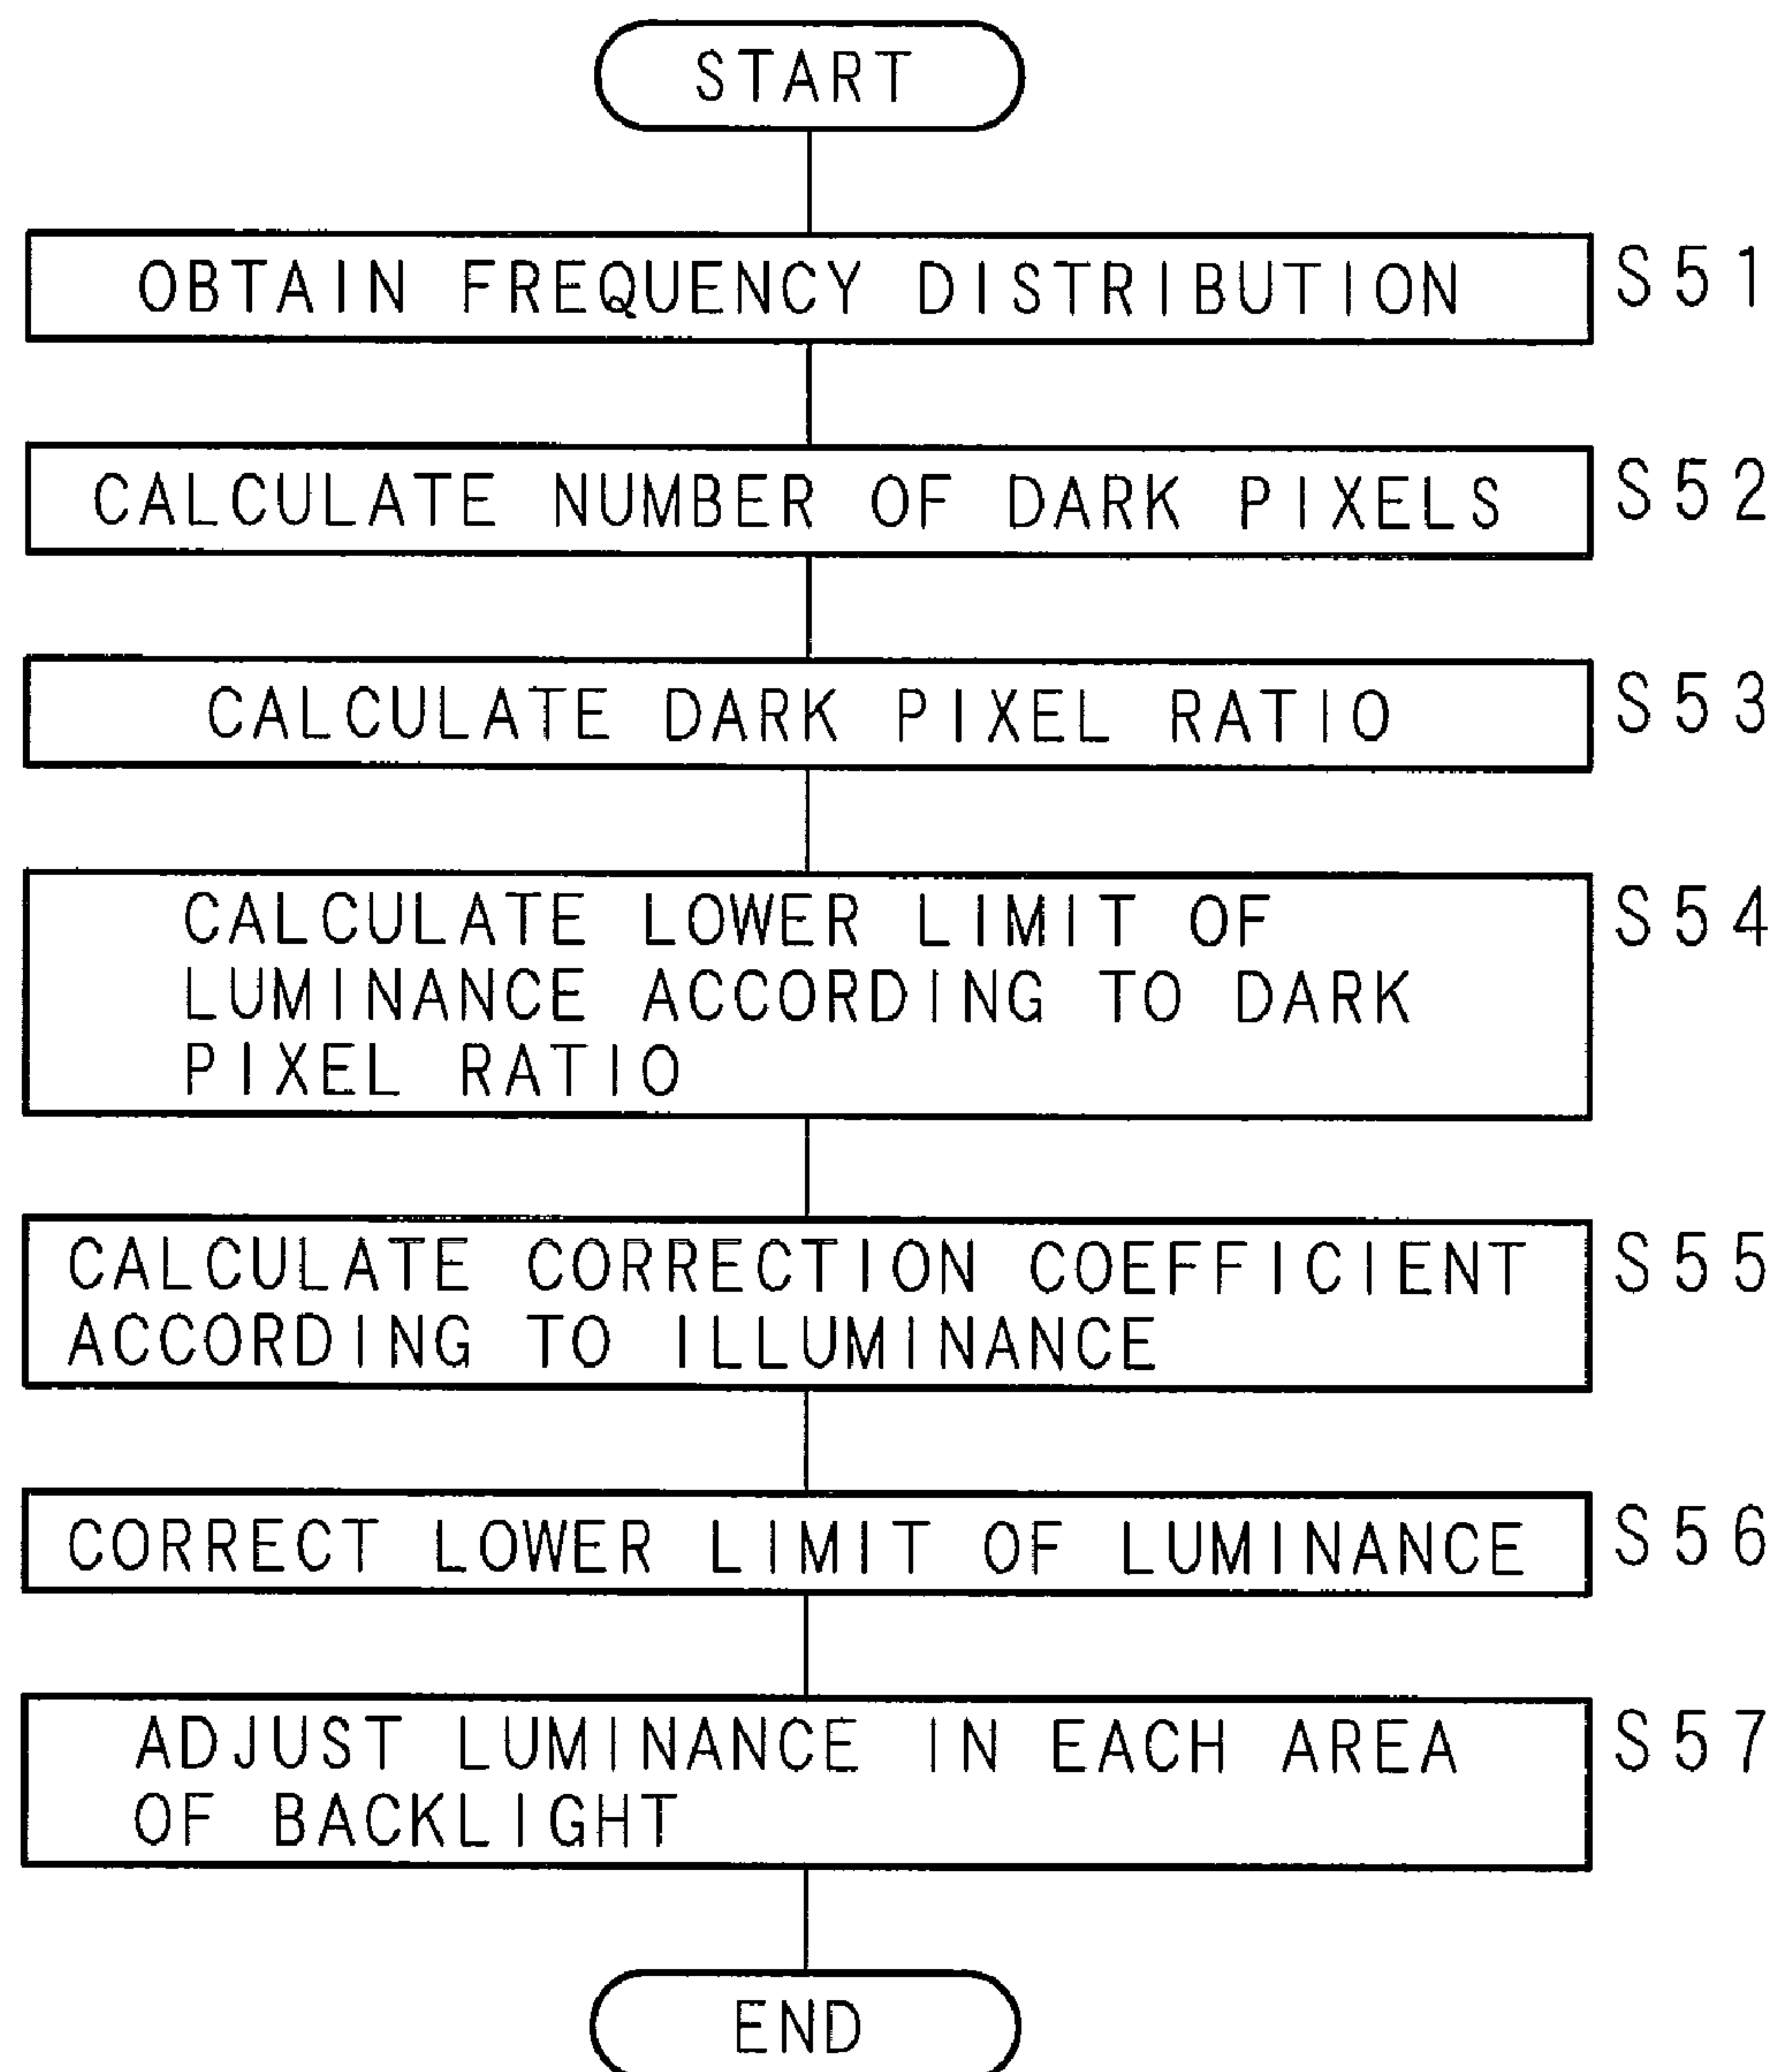 START
OBTAIN FREQUENCY DISTRIBUTION S51
CALCULATE NUMBER OF DARK PIXELS S52
CALCULATE DARK PIXEL RATIO S53
CALCULATE LOWER LIMIT OF S54
LUMINANCE ACCORDING TO DARK
PIXEL RATIO
CALCULATE CORRECTION COEFFICIENT S55
ACCORDING TO ILLUMINANCE
CORRECT LOWER LIMIT OF LUMINANCE S56
ADJUST LUMINANCE IN EACH AREA S57
OF BACKLIGHT
END